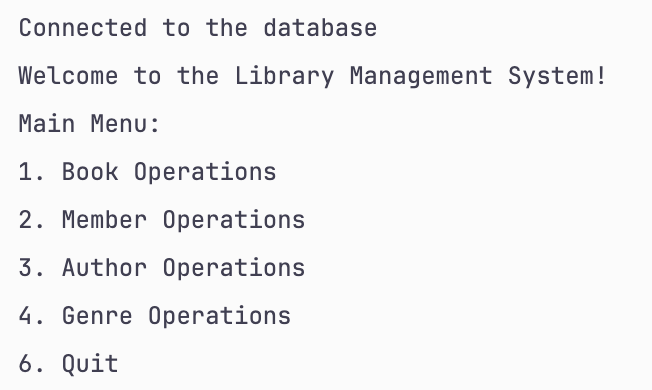 Connected to the database
Welcome to the Library Management System!
Main Menu:
1. Book Operations
2. Member Operations
3. Author Operations
4. Genre Operations
6. Quit